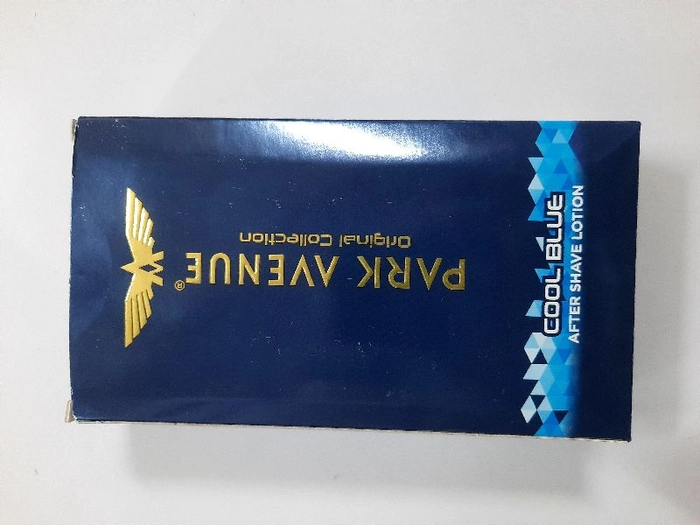 PARK AVENUE®
Original Collection
COOL BLUE
AFTER SHAVE LOTION